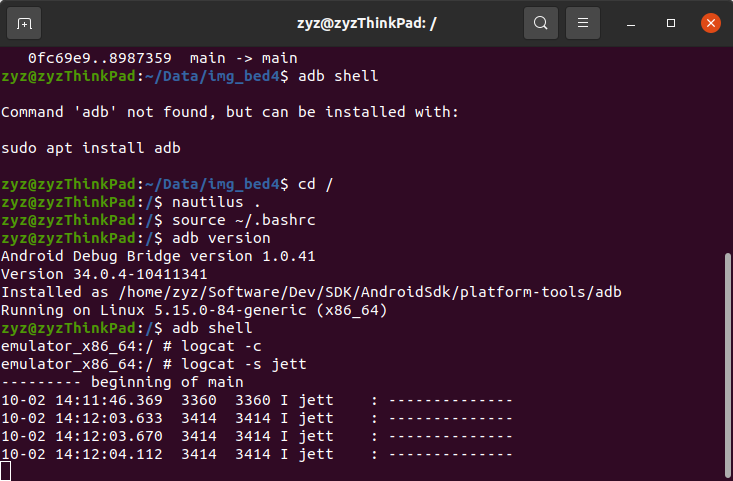 zyz@zyzThinkPad: /
0fc69e9..8987359  main -> main
zyz@zyzThinkPad:~/Data/img_bed4$ adb shell
Command 'adb' not found, but can be installed with:
sudo apt install adb
zyz@zyzThinkPad:~/Data/img_bed4$ cd /
zyz@zyzThinkPad:/$ nautilus .
zyz@zyzThinkPad:/$ source ~/.bashrc
zyz@zyzThinkPad:/$ adb version
Android Debug Bridge version 1.0.41
Version 34.0.4-10411341
Installed as /home/zyz/Software/Dev/SDK/AndroidSdk/platform-tools/adb
Running on Linux 5.15.0-84-generic (x86_64)
zyz@zyzThinkPad:/$ adb shell
emulator_x86_64:/ # logcat -c
emulator_x86_64:/ # logcat -s jett
--------- beginning of main
10-02 14:11:46.369  3360  3360 I jett    : --------------
10-02 14:12:03.633  3414  3414 I jett    : --------------
10-02 14:12:03.670  3414  3414 I jett    : --------------
10-02 14:12:04.112  3414  3414 I jett    : --------------